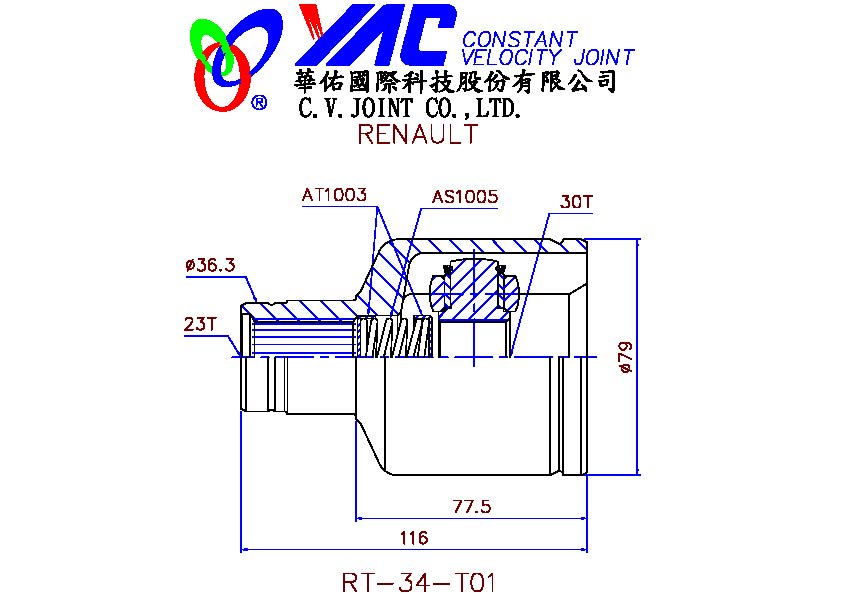 YAC CONSTANT
VELOCITY JOINT
®
華佑國際科技股份有限公司
C.V.JOINT CO.,LTD.
RENAULT
AT1003 AS1005 30T
ø36.3
23T
ø79
77.5
116
RT-34-T01